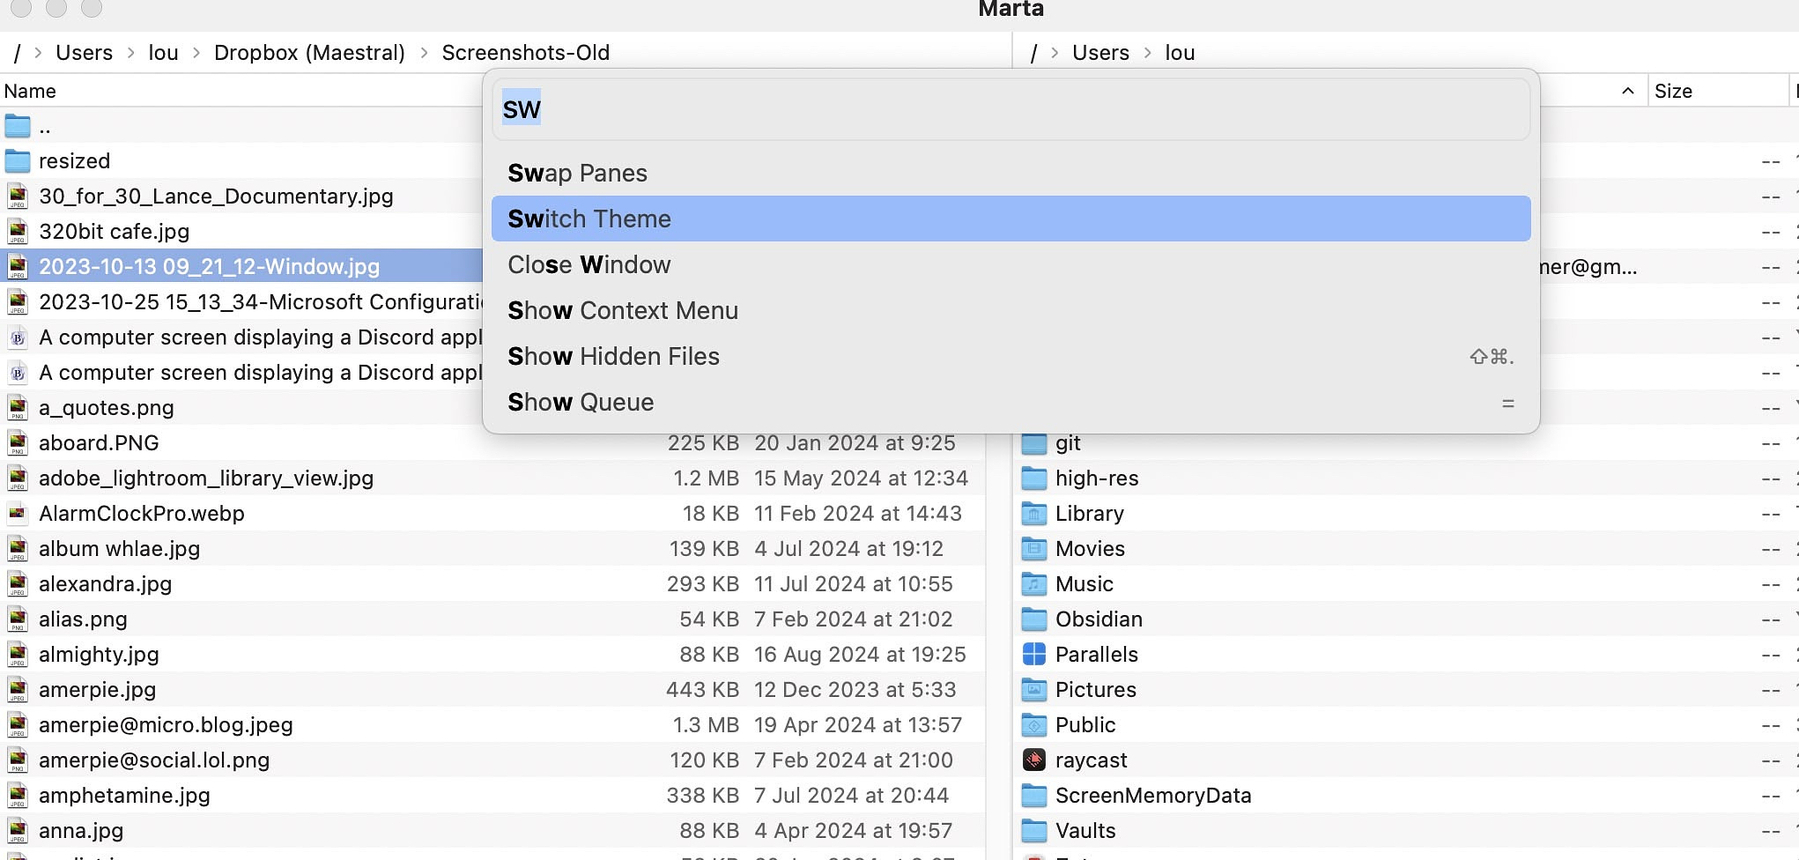 Marta
/ > Users > lou > Dropbox (Maestral) > Screenshots-Old
/ > Users > lou
Name
Size
SW
Swap Panes
Switch Theme
Close Window
Show Context Menu
Show Hidden Files ⇧⌘.
Show Queue =
..
resized --
30_for_30_Lance_Documentary.jpg --
320bit cafe.jpg --
2023-10-13 09_21_12-Window.jpg mer@gm... --
2023-10-25 15_13_34-Microsoft Configurati --
A computer screen displaying a Discord appl --
A computer screen displaying a Discord appl --
a_quotes.png --
aboard.PNG 225 KB 20 Jan 2024 at 9:25 git --
adobe_lightroom_library_view.jpg 1.2 MB 15 May 2024 at 12:34 high-res --
AlarmClockPro.webp 18 KB 11 Feb 2024 at 14:43 Library --
album whlae.jpg 139 KB 4 Jul 2024 at 19:12 Movies --
alexandra.jpg 293 KB 11 Jul 2024 at 10:55 Music --
alias.png 54 KB 7 Feb 2024 at 21:02 Obsidian --
almighty.jpg 88 KB 16 Aug 2024 at 19:25 Parallels --
amerpie.jpg 443 KB 12 Dec 2023 at 5:33 Pictures --
amerpie@micro.blog.jpeg 1.3 MB 19 Apr 2024 at 13:57 Public --
amerpie@social.lol.png 120 KB 7 Feb 2024 at 21:00 raycast --
amphetamine.jpg 338 KB 7 Jul 2024 at 20:44 ScreenMemoryData --
anna.jpg 88 KB 4 Apr 2024 at 19:57 Vaults --